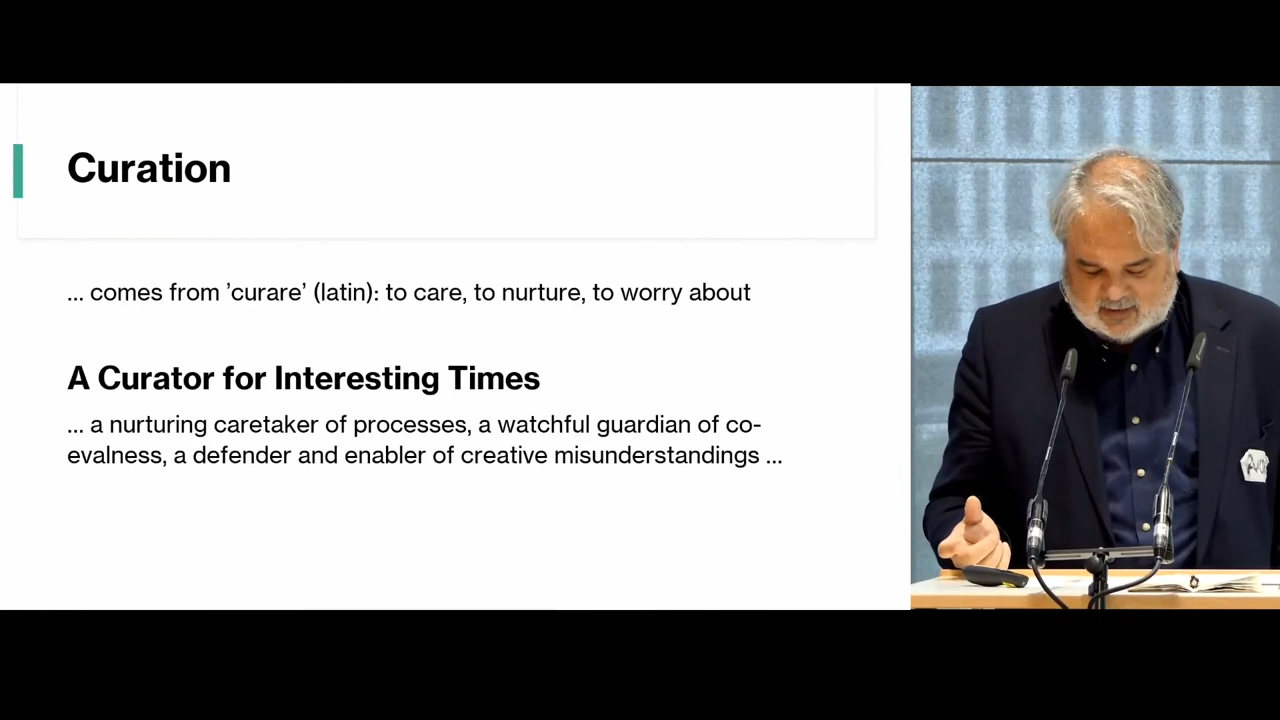 Curation
... comes from ’curare’ (latin): to care, to nurture, to worry about
A Curator for Interesting Times
... a nurturing caretaker of processes, a watchful guardian of co-
evalness, a defender and enabler of creative misunderstandings ...